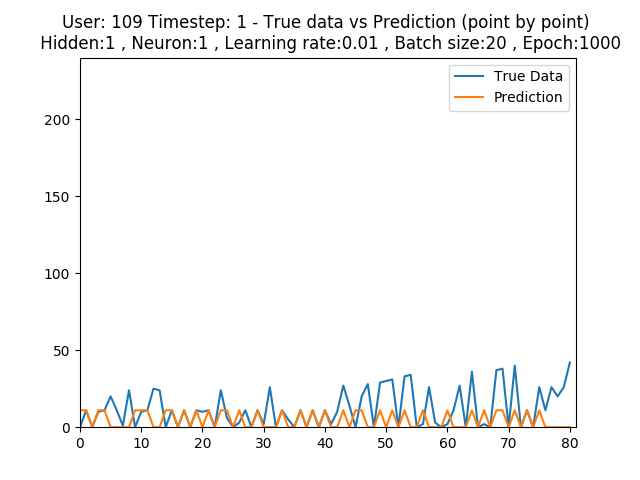 User: 109 Timestep: 1 - True data vs Prediction (point by point)
Hidden:1 , Neuron:1 , Learning rate:0.01 , Batch size:20 , Epoch:1000
True Data
Prediction
200
150
100
50
0
0 10 20 30 40 50 60 70 80